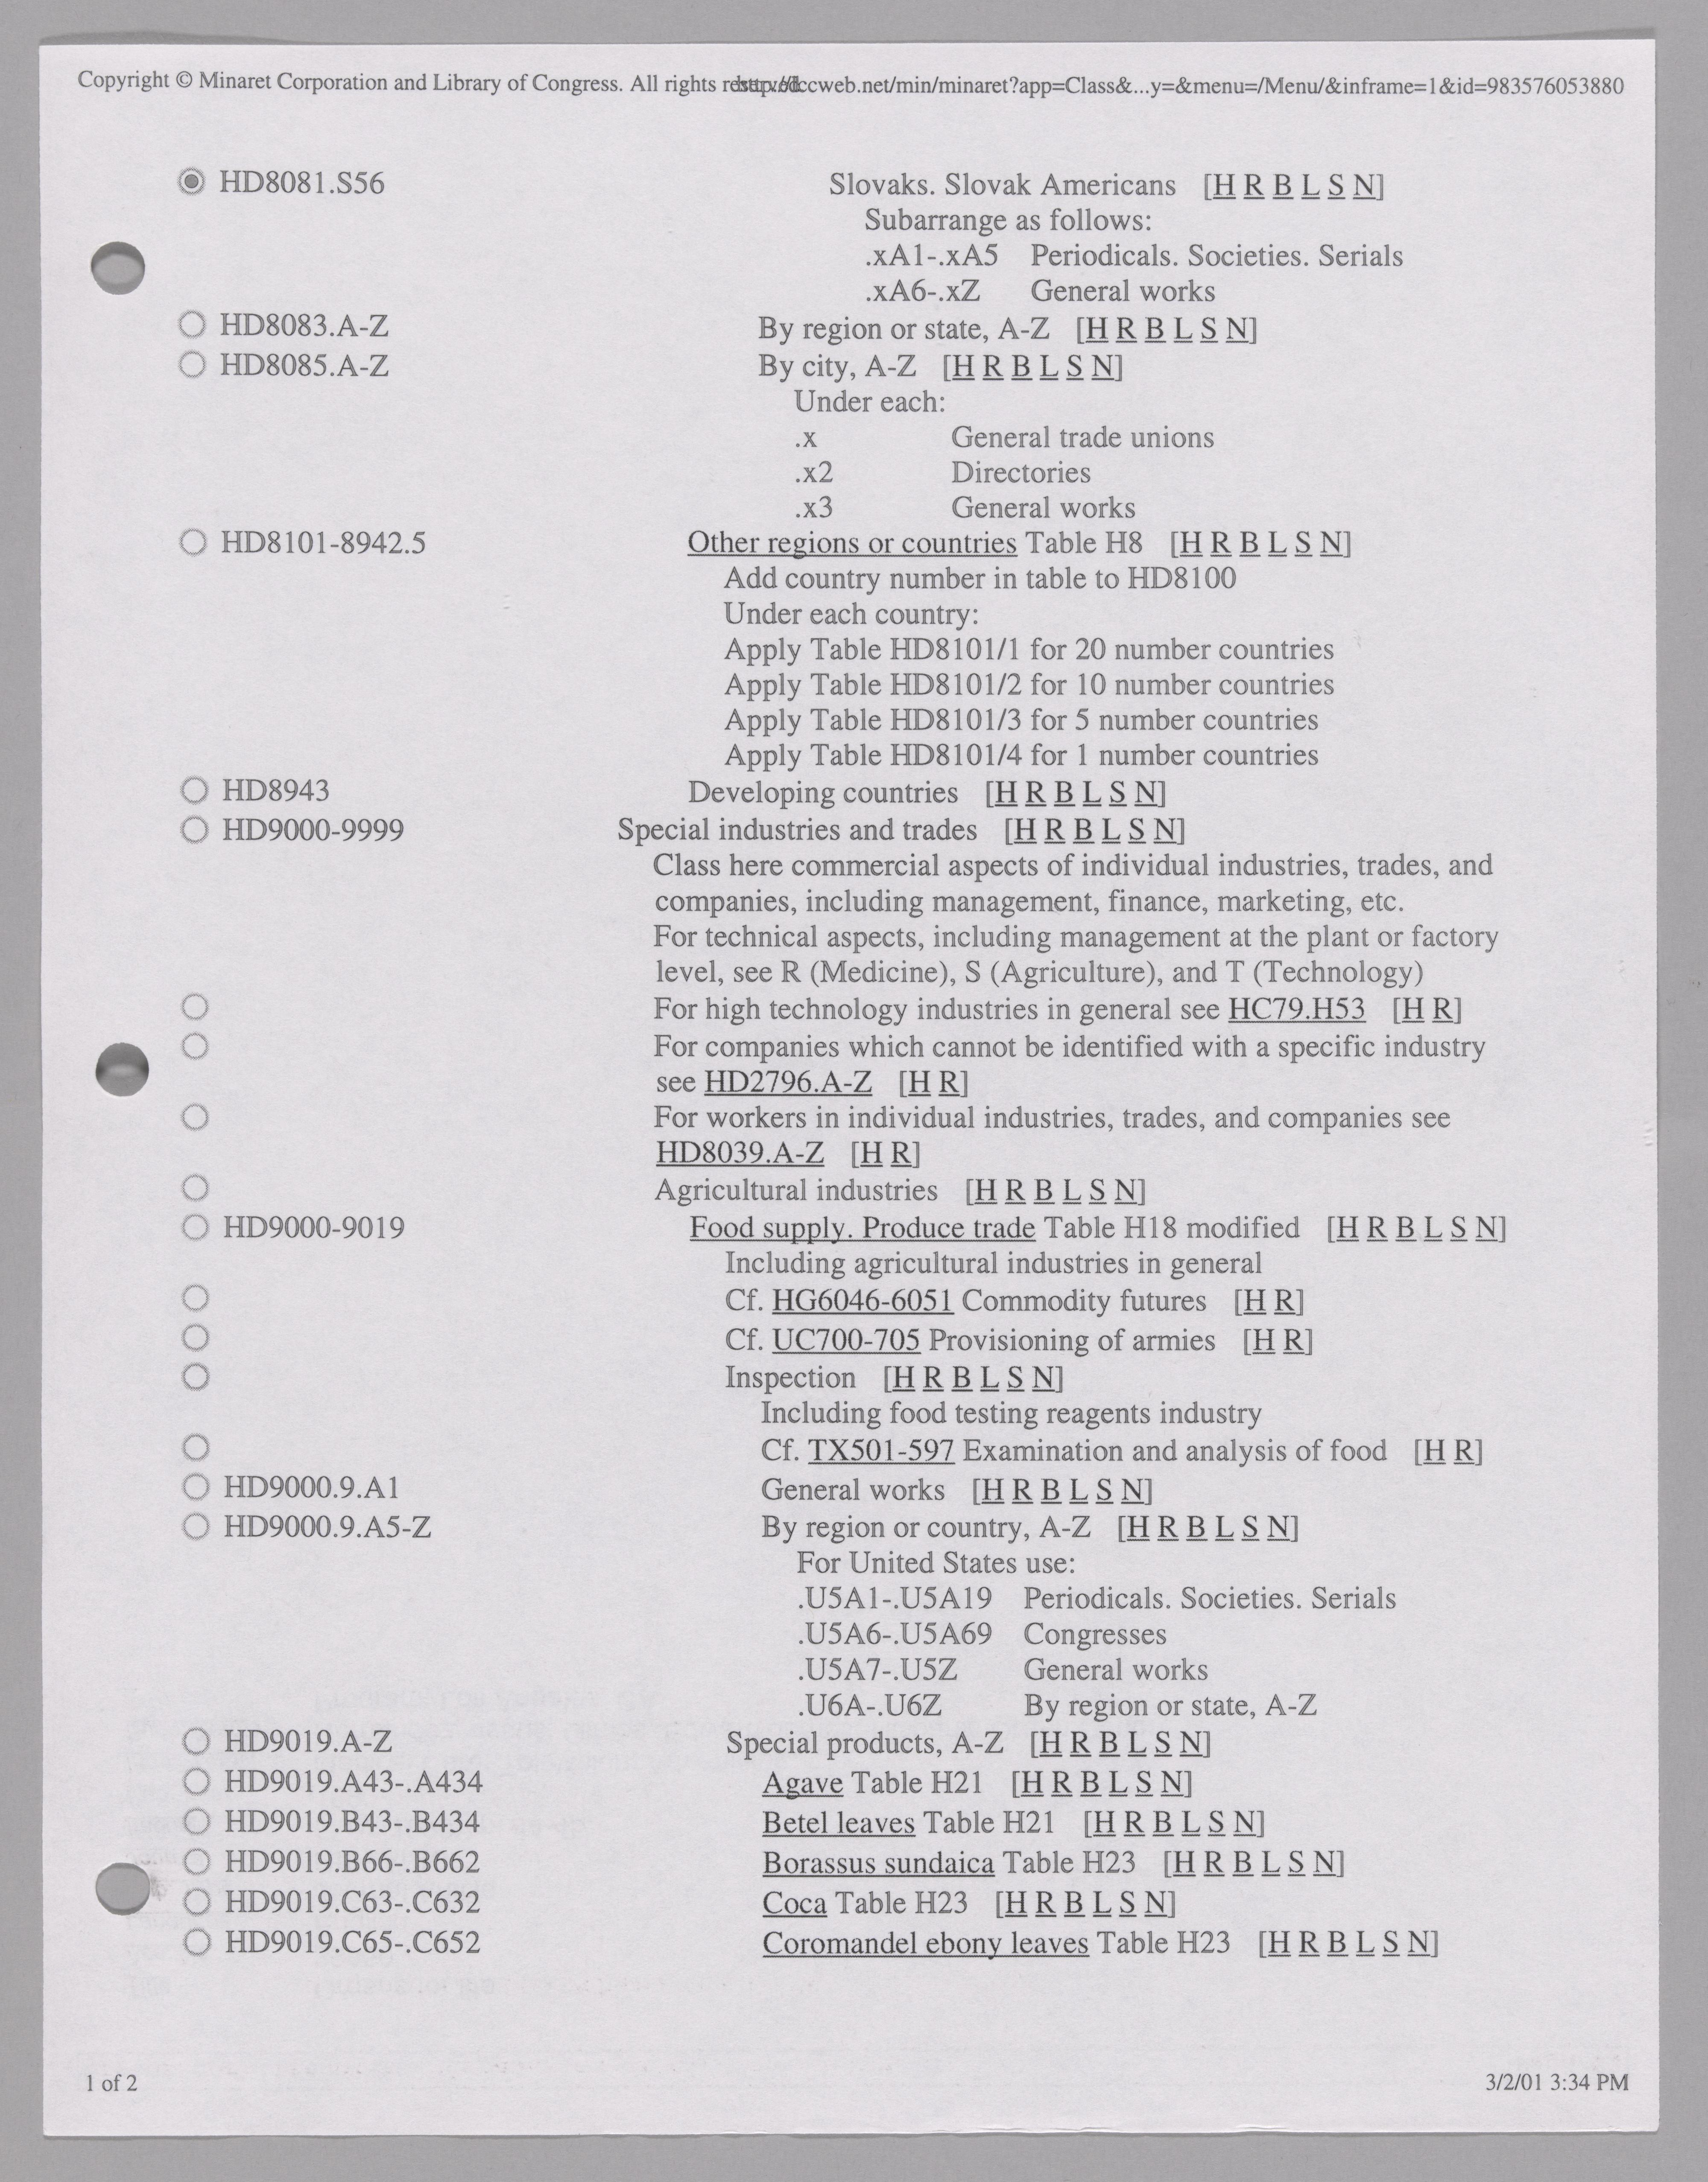 Copyright © Minaret Corporation and Library of Congress. All rights reserved. http://lccweb.net/min/minaret?app=Class&...y=&menu=/Menu/&inframe=1&id=983576053880
HD8081.S56 Slovaks. Slovak Americans [H R B L S N]
Subarrange as follows:
.xA1-.xA5 Periodicals. Societies. Serials
.xA6-.xZ General works
HD8083.A-Z By region or state, A-Z [H R B L S N]
HD8085.A-Z By city, A-Z [H R B L S N]
Under each:
.x General trade unions
.x2 Directories
.x3 General works
HD8101-8942.5 Other regions or countries Table H8 [H R B L S N]
Add country number in table to HD8100
Under each country:
Apply Table HD8101/1 for 20 number countries
Apply Table HD8101/2 for 10 number countries
Apply Table HD8101/3 for 5 number countries
Apply Table HD8101/4 for 1 number countries
HD8943 Developing countries [H R B L S N]
HD9000-9999 Special industries and trades [H R B L S N]
Class here commercial aspects of individual industries, trades, and
companies, including management, finance, marketing, etc.
For technical aspects, including management at the plant or factory
level, see R (Medicine), S (Agriculture), and T (Technology)
For high technology industries in general see HC79.H53 [H R]
For companies which cannot be identified with a specific industry
see HD2796.A-Z [H R]
For workers in individual industries, trades, and companies see
HD8039.A-Z [H R]
Agricultural industries [H R B L S N]
HD9000-9019 Food supply. Produce trade Table H18 modified [H R B L S N]
Including agricultural industries in general
Cf. HG6046-6051 Commodity futures [H R]
Cf. UC700-705 Provisioning of armies [H R]
Inspection [H R B L S N]
Including food testing reagents industry
Cf. TX501-597 Examination and analysis of food [H R]
HD9000.9.A1 General works [H R B L S N]
HD9000.9.A5-Z By region or country, A-Z [H R B L S N]
For United States use:
.U5A1-.U5A19 Periodicals. Societies. Serials
.U5A6-.U5A69 Congresses
.U5A7-.U5Z General works
.U6A-.U6Z By region or state, A-Z
HD9019.A-Z Special products, A-Z [H R B L S N]
HD9019.A43-.A434 Agave Table H21 [H R B L S N]
HD9019.B43-.B434 Betel leaves Table H21 [H R B L S N]
HD9019.B66-.B662 Borassus sundaica Table H23 [H R B L S N]
HD9019.C63-.C632 Coca Table H23 [H R B L S N]
HD9019.C65-.C652 Coromandel ebony leaves Table H23 [H R B L S N]
1 of 2 3/2/01 3:34 PM